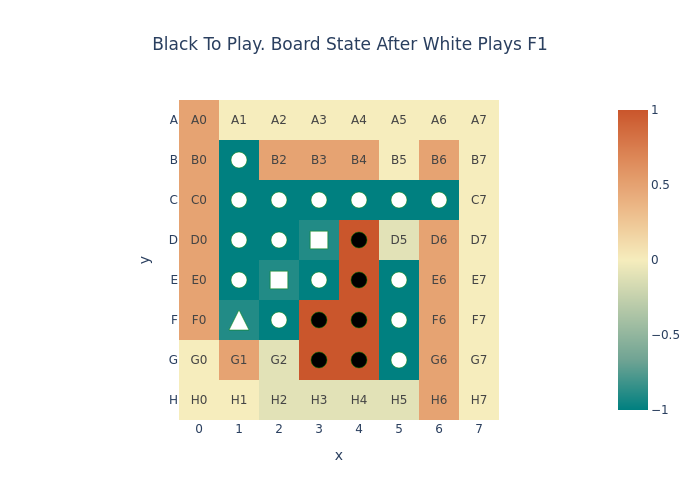 Black To Play. Board State After White Plays F1
A A0 A1 A2 A3 A4 A5 A6 A7
B B0 B2 B3 B4 B5 B6 B7
C C0 C7
D D0 D5 D6 D7
E E0 E6 E7
F F0 F6 F7
G G0 G1 G2 G6 G7
H H0 H1 H2 H3 H4 H5 H6 H7
0 1 2 3 4 5 6 7
x
y
1
0.5
0
−0.5
−1